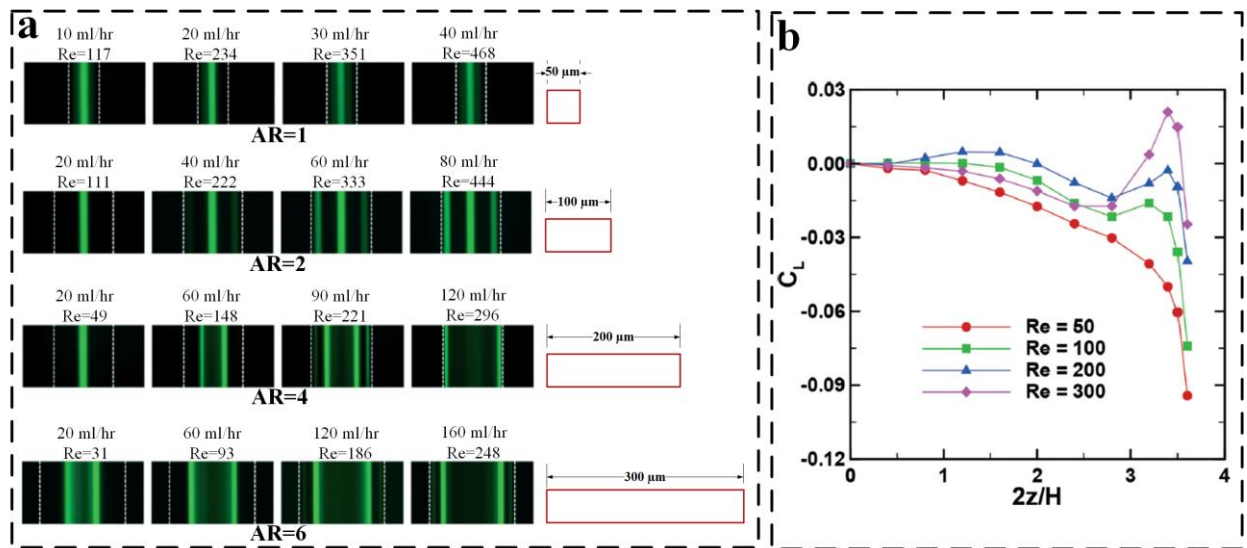 a
10 ml/hr 20 ml/hr 30 ml/hr 40 ml/hr
Re=117 Re=234 Re=351 Re=468
50 µm
AR=1
20 ml/hr 40 ml/hr 60 ml/hr 80 ml/hr
Re=111 Re=222 Re=333 Re=444
100 µm
AR=2
20 ml/hr 60 ml/hr 90 ml/hr 120 ml/hr
Re=49 Re=148 Re=221 Re=296
200 µm
AR=4
20 ml/hr 60 ml/hr 120 ml/hr 160 ml/hr
Re=31 Re=93 Re=186 Re=248
300 µm
AR=6
b
0.03
0.00
-0.03
-0.06
-0.09
-0.12
C_L
Re = 50
Re = 100
Re = 200
Re = 300
0 1 2 3 4
2z/H